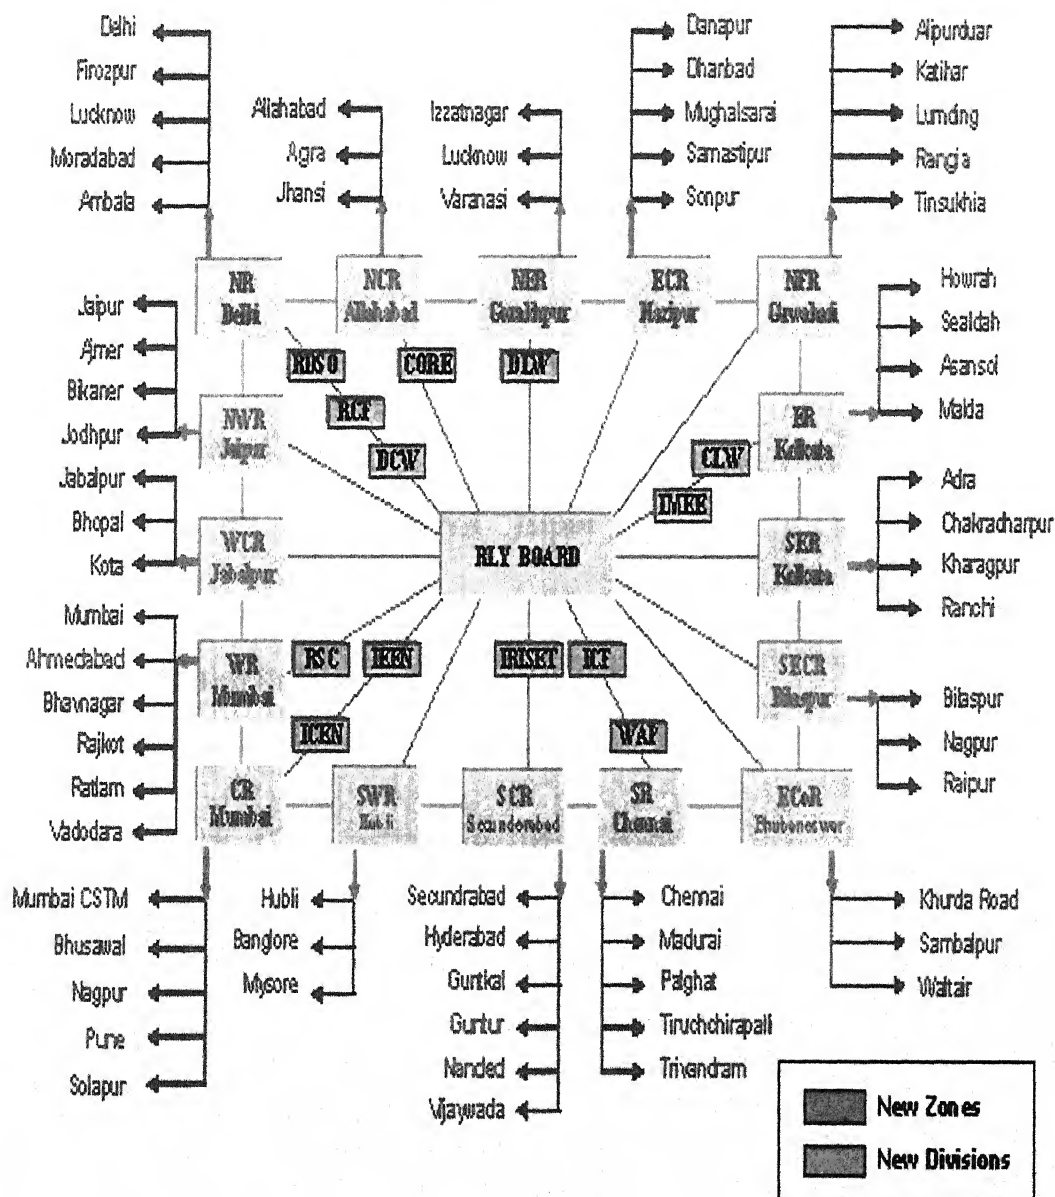 Delhi
Firozpur
Lucknow
Moradabad
Ambala
Allahabad
Agra
Jhansi
Izzatnagar
Lucknow
Varanasi
Danapur
Dhanbad
Mughalsarai
Samastipur
Sonpur
Alipurduar
Katihar
Lumding
Rangia
Tinsukhia
NR
Delhi
NCR
Allahabad
NER
ECR
Hazipur
NFR
Guwahati
Jaipur
Ajmer
Bikaner
Jodhpur
NWR
Jaipur
RDSO
CORE
DLW
RCF
DCW
CLW
IMEE
ER
Kolkata
Howrah
Sealdah
Asansol
Malda
Jabalpur
Bhopal
Kota
WCR
Jabalpur
RLY BOARD
SER
Kolkata
Adra
Chakradharpur
Kharagpur
Ranchi
Mumbai
Ahmedabad
Bhavnagar
Rajkot
Ratlam
Vadodara
WR
Mumbai
RSC
IEEN
IRISET
ICF
ICEN
WAF
SECR
Bilaspur
Bilaspur
Nagpur
Raipur
CR
Mumbai
SWR
Hubli
SCR
Secunderabad
SR
Chennai
ECoR
Bhubaneswar
Mumbai CSTM
Bhusawal
Nagpur
Pune
Solapur
Hubli
Banglore
Mysore
Secundrabad
Hyderabad
Guntkal
Guntur
Nanded
Vijaywada
Chennai
Madurai
Palghat
Tiruchchirapalli
Trivandram
Khurda Road
Sambalpur
Waltair
New Zones
New Divisions